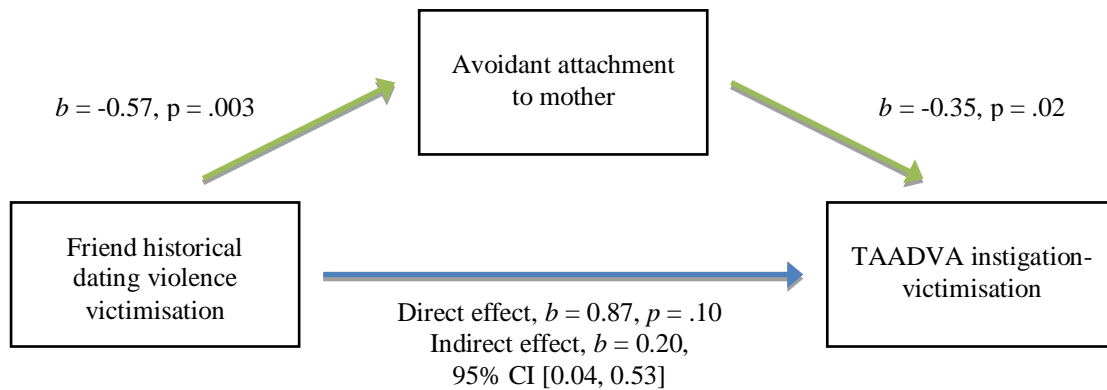 Avoidant attachment
to mother
b = -0.57, p = .003
b = -0.35, p = .02
Friend historical
dating violence
victimisation
TAADVA instigation-
victimisation
Direct effect, b = 0.87, p = .10
Indirect effect, b = 0.20,
95% CI [0.04, 0.53]